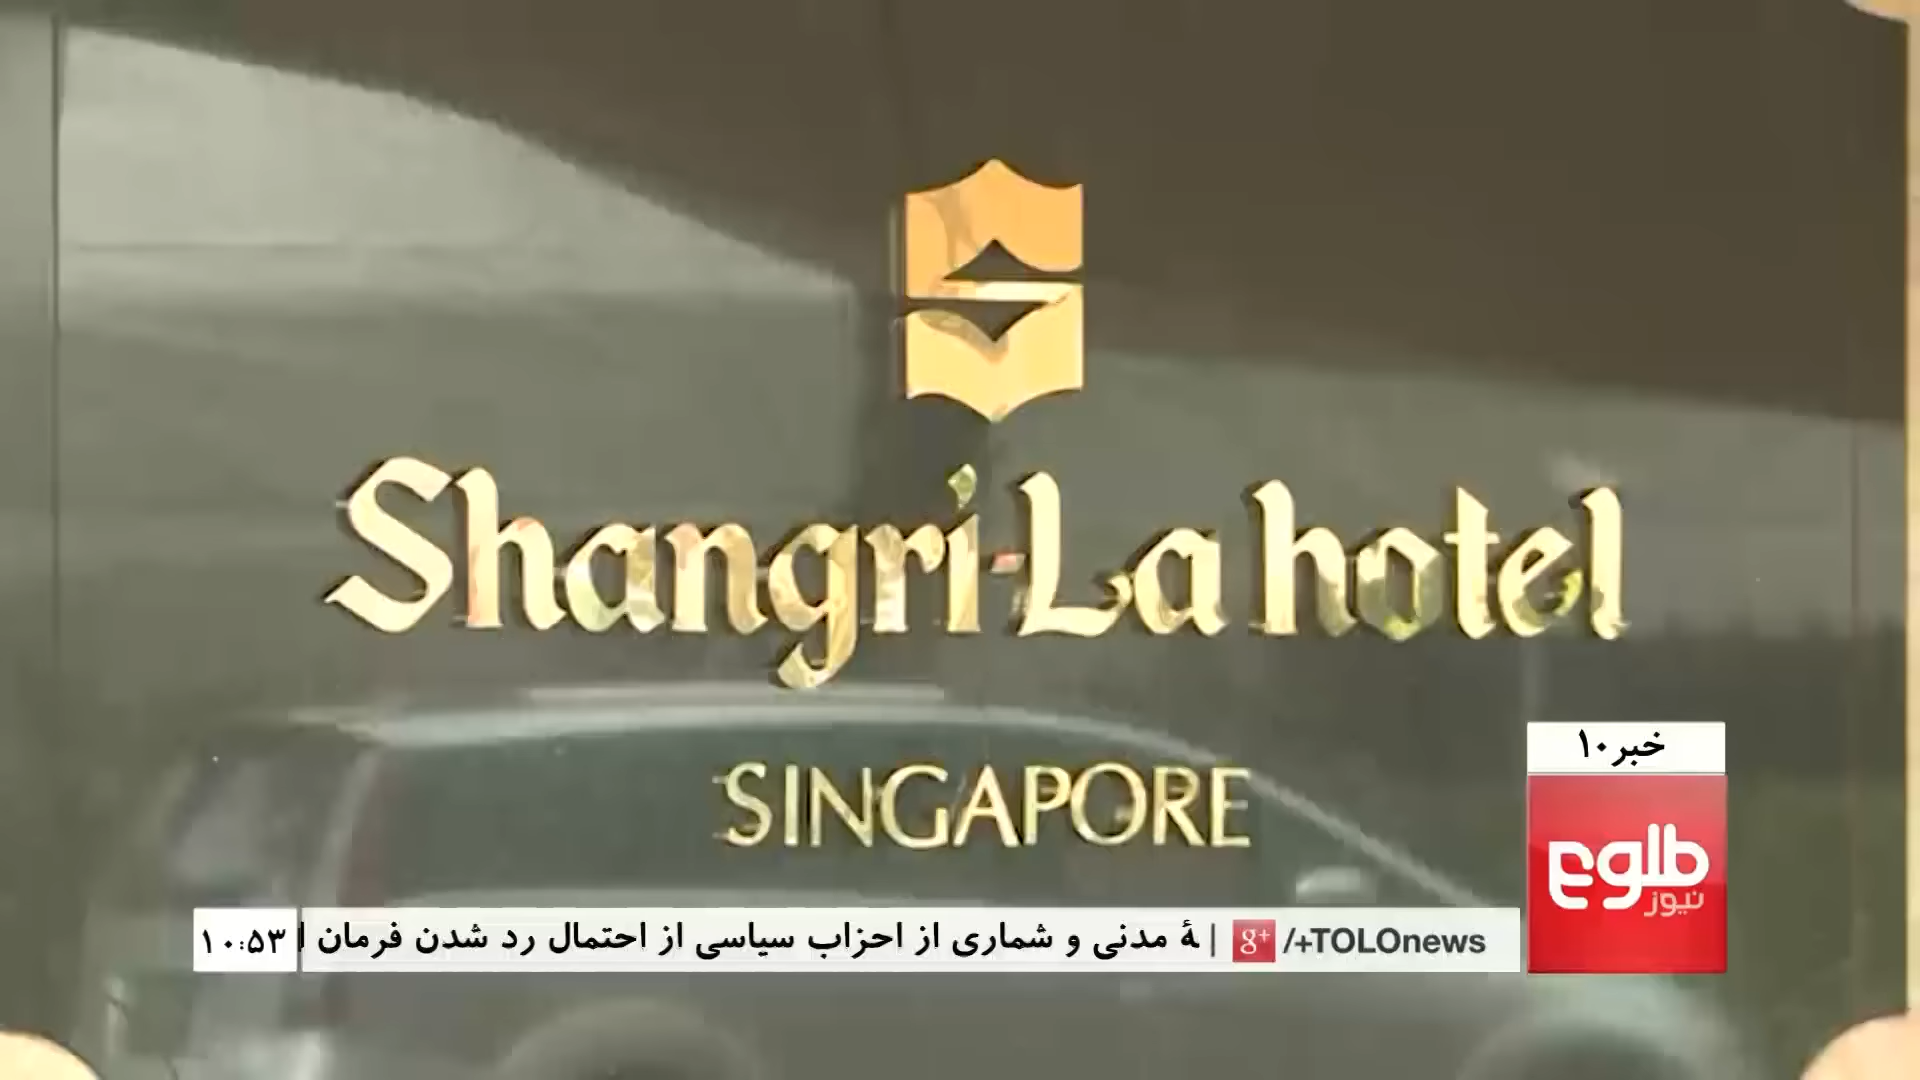 Shangri-La hotel
SINGAPORE
خبر۱۰
طلوع
نیوز
۱۰:۵۳
مدنی و شماری از احزاب سیاسی از احتمال رد شدن فرمان
g+ /+TOLOnews